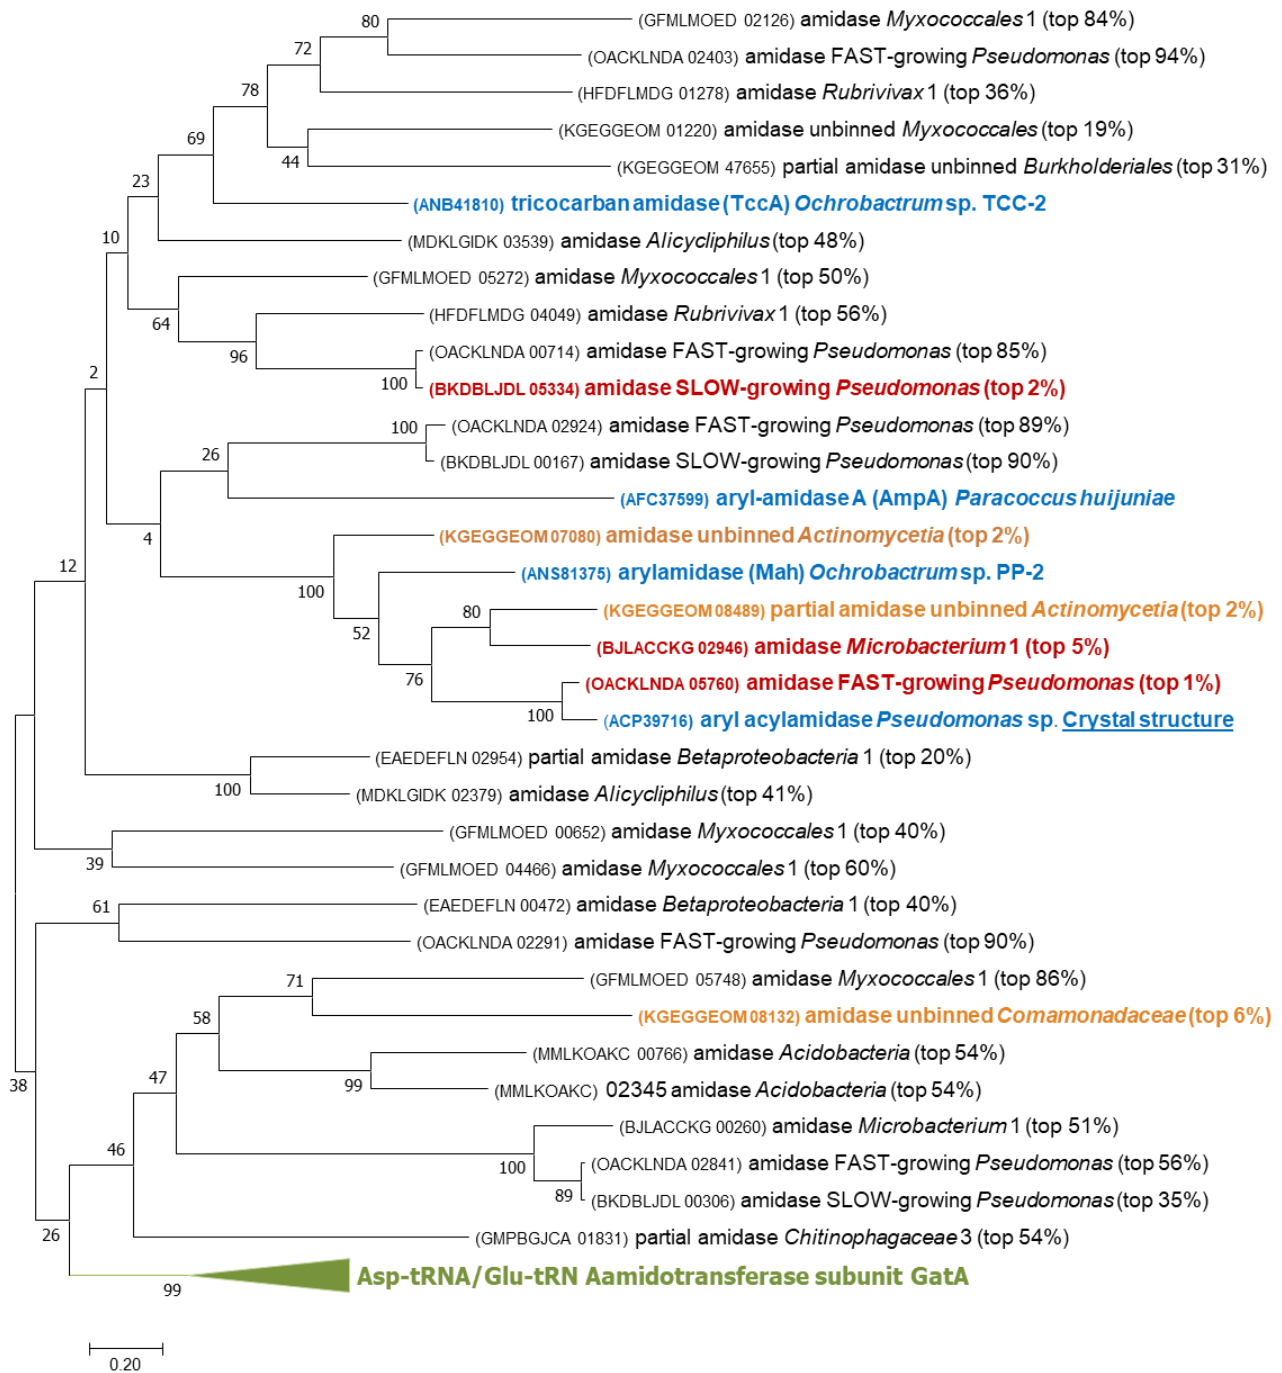 80
(GFMLMOED 02126) amidase Myxococcales 1 (top 84%)
72
(OACKLNDA 02403) amidase FAST-growing Pseudomonas (top 94%)
78
(HFDFLMDG 01278) amidase Rubrivivax 1 (top 36%)
69
(KGEGGEOM 01220) amidase unbinned Myxococcales (top 19%)
44
(KGEGGEOM 47655) partial amidase unbinned Burkholderiales (top 31%)
23
(ANB41810) tricocarban amidase (TccA) Ochrobactrum sp. TCC-2
10
(MDKLGIDK 03539) amidase Alicycliphilus (top 48%)
(GFMLMOED 05272) amidase Myxococcales 1 (top 50%)
64
(HFDFLMDG 04049) amidase Rubrivivax 1 (top 56%)
96
(OACKLNDA 00714) amidase FAST-growing Pseudomonas (top 85%)
2
100
(BKDBLJDL 05334) amidase SLOW-growing Pseudomonas (top 2%)
100
(OACKLNDA 02924) amidase FAST-growing Pseudomonas (top 89%)
26
(BKDBLJDL 00167) amidase SLOW-growing Pseudomonas (top 90%)
(AFC37599) aryl-amidase A (AmpA) Paracoccus huijuniae
4
(KGEGGEOM 07080) amidase unbinned Actinomycetia (top 2%)
12
100
(ANS81375) arylamidase (Mah) Ochrobactrum sp. PP-2
80
(KGEGGEOM 08489) partial amidase unbinned Actinomycetia (top 2%)
52
(BJLACCKG 02946) amidase Microbacterium 1 (top 5%)
76
(OACKLNDA 05760) amidase FAST-growing Pseudomonas (top 1%)
100
(ACP39716) aryl acylamidase Pseudomonas sp. Crystal structure
(EAEDEFLN 02954) partial amidase Betaproteobacteria 1 (top 20%)
100
(MDKLGIDK 02379) amidase Alicycliphilus (top 41%)
(GFMLMOED 00652) amidase Myxococcales 1 (top 40%)
39
(GFMLMOED 04466) amidase Myxococcales 1 (top 60%)
61
(EAEDEFLN 00472) amidase Betaproteobacteria 1 (top 40%)
(OACKLNDA 02291) amidase FAST-growing Pseudomonas (top 90%)
71
(GFMLMOED 05748) amidase Myxococcales 1 (top 86%)
58
(KGEGGEOM 08132) amidase unbinned Comamonadaceae (top 6%)
(MMLKOAKC 00766) amidase Acidobacteria (top 54%)
38
47
99
(MMLKOAKC) 02345 amidase Acidobacteria (top 54%)
(BJLACCKG 00260) amidase Microbacterium 1 (top 51%)
46
100
(OACKLNDA 02841) amidase FAST-growing Pseudomonas (top 56%)
89
(BKDBLJDL 00306) amidase SLOW-growing Pseudomonas (top 35%)
26
(GMPBGJCA 01831) partial amidase Chitinophagaceae 3 (top 54%)
99
Asp-tRNA/Glu-tRN Aamidotransferase subunit GatA
0.20